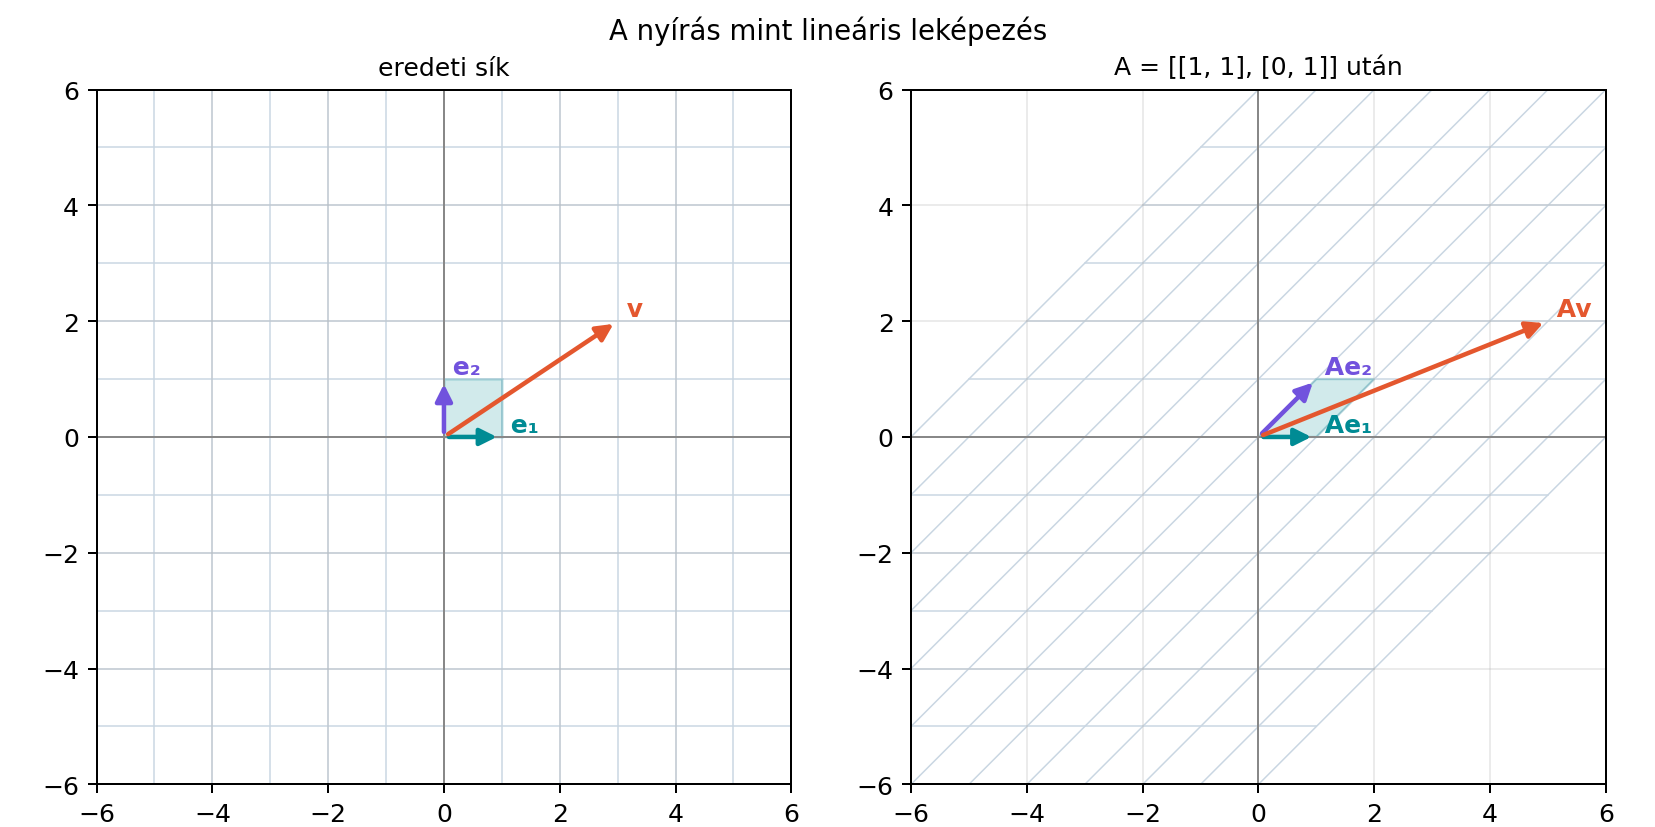 A nyírás mint lineáris leképezés
eredeti sík
6
4
2
0
−2
−4
−6
−6 −4 −2 0 2 4 6
v
e₂
e₁
A = [[1, 1], [0, 1]] után
6
4
2
0
−2
−4
−6
−6 −4 −2 0 2 4 6
Av
Ae₂
Ae₁